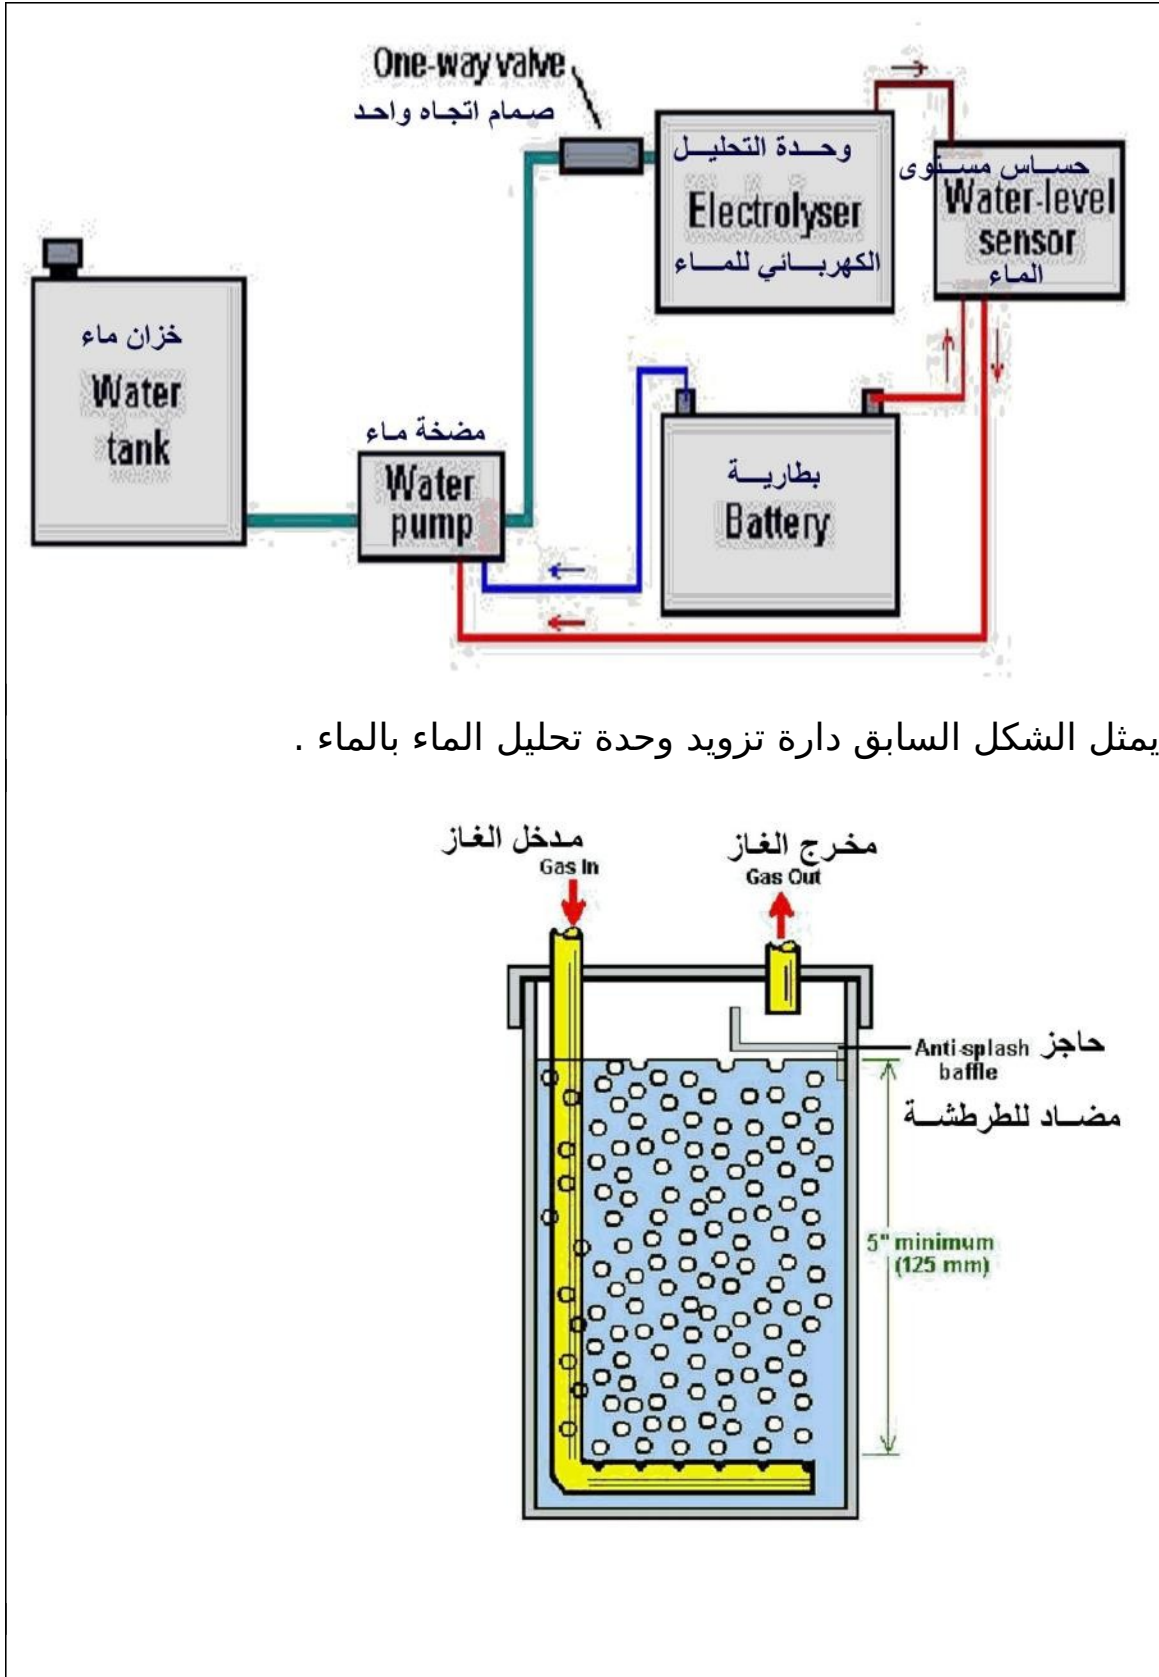 One-way valve
صمام اتجاه واحد
وحدة التحليل
Electrolyser
الكهربائي للماء
حساس مستوى
Water-level
sensor
الماء
خزان ماء
Water
tank
مضخة ماء
Water
pump
بطارية
Battery
يمثل الشكل السابق دارة تزويد وحدة تحليل الماء بالماء .
مدخل الغاز
Gas In
مخرج الغاز
Gas Out
حاجز Anti-splash
baffle
مضاد للطرطشة
5" minimum
(125 mm)